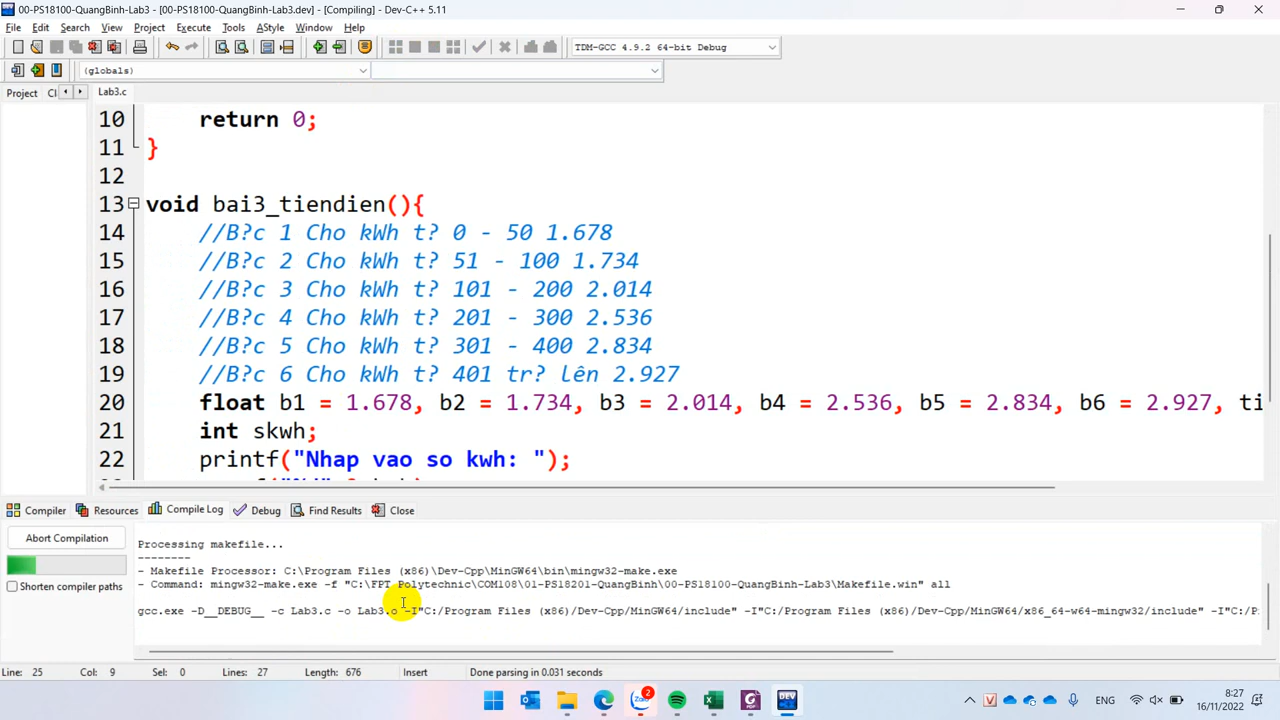 00-PS18100-QuangBinh-Lab3 - [00-PS18100-QuangBinh-Lab3.dev] - [Compiling] - Dev-C++ 5.11
File Edit Search View Project Execute Tools AStyle Window Help
TDM-GCC 4.9.2 64-bit Debug
(globals)
Project Cl Lab3.c
10 return 0;
11 }
12
13 void bai3_tiendien(){
14 //B?c 1 Cho kWh t? 0 - 50 1.678
15 //B?c 2 Cho kWh t? 51 - 100 1.734
16 //B?c 3 Cho kWh t? 101 - 200 2.014
17 //B?c 4 Cho kWh t? 201 - 300 2.536
18 //B?c 5 Cho kWh t? 301 - 400 2.834
19 //B?c 6 Cho kWh t? 401 tr? lên 2.927
20 float b1 = 1.678, b2 = 1.734, b3 = 2.014, b4 = 2.536, b5 = 2.834, b6 = 2.927, ti
21 int skwh;
22 printf("Nhap vao so kwh: ");
Compiler Resources Compile Log Debug Find Results Close
Abort Compilation
Shorten compiler paths
Processing makefile...
--------
- Makefile Processor: C:\Program Files (x86)\Dev-Cpp\MinGW64\bin\mingw32-make.exe
- Command: mingw32-make.exe -f "C:\FPT Polytechnic\COM108\01-PS18201-QuangBinh\00-PS18100-QuangBinh-Lab3\Makefile.win" all
gcc.exe -D__DEBUG__ -c Lab3.c -o Lab3.o -I"C:/Program Files (x86)/Dev-Cpp/MinGW64/include" -I"C:/Program Files (x86)/Dev-Cpp/MinGW64/x86_64-w64-mingw32/include" -I"C:/P
Line: 25 Col: 9 Sel: 0 Lines: 27 Length: 676 Insert Done parsing in 0.031 seconds
Zalo 2 DEV ENG 8:27
16/11/2022